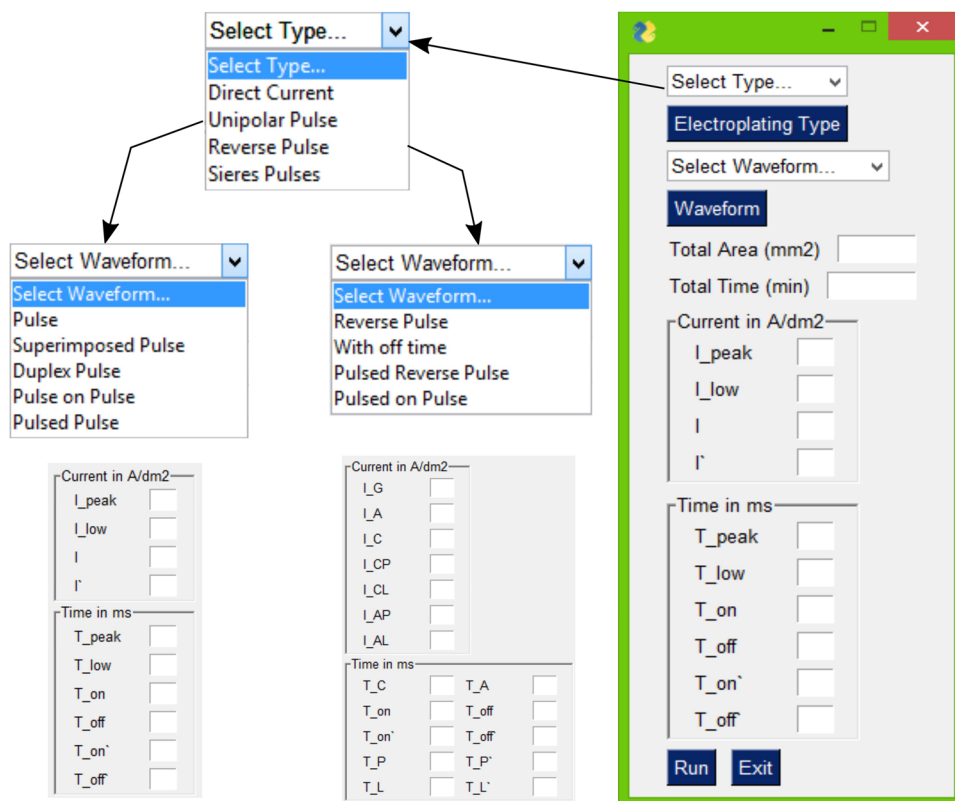 Select Type...
Select Type...
Direct Current
Unipolar Pulse
Reverse Pulse
Sieres Pulses
Select Waveform...
Select Waveform...
Pulse
Superimposed Pulse
Duplex Pulse
Pulse on Pulse
Pulsed Pulse
Select Waveform...
Select Waveform...
Reverse Pulse
With off time
Pulsed Reverse Pulse
Pulsed on Pulse
Current in A/dm2
I_peak
I_low
I
I`
Time in ms
T_peak
T_low
T_on
T_off
T_on`
T_off`
Current in A/dm2
I_G
I_A
I_C
I_CP
I_CL
I_AP
I_AL
Time in ms
T_C T_A
T_on T_off
T_on` T_off`
T_P T_P`
T_L T_L`
Select Type...
Electroplating Type
Select Waveform...
Waveform
Total Area (mm2)
Total Time (min)
Current in A/dm2
I_peak
I_low
I
I`
Time in ms
T_peak
T_low
T_on
T_off
T_on`
T_off`
Run Exit